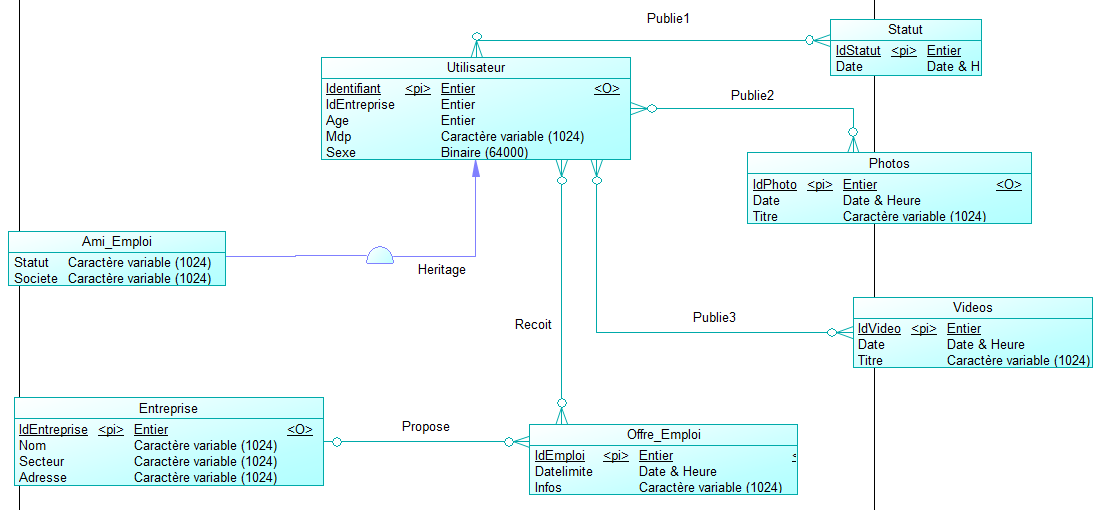 Publie1
Statut
IdStatut <pi> Entier
Date Date & H
Utilisateur
Identifiant <pi> Entier <O>
IdEntreprise Entier
Age Entier
Mdp Caractère variable (1024)
Sexe Binaire (64000)
Publie2
Photos
IdPhoto <pi> Entier <O>
Date Date & Heure
Titre Caractère variable (1024)
Ami_Emploi
Statut Caractère variable (1024)
Societe Caractère variable (1024)
Heritage
Videos
IdVideo <pi> Entier
Date Date & Heure
Titre Caractère variable (1024)
Publie3
Recoit
Entreprise
IdEntreprise <pi> Entier <O>
Nom Caractère variable (1024)
Secteur Caractère variable (1024)
Adresse Caractère variable (1024)
Propose
Offre_Emploi
IdEmploi <pi> Entier <
Datelimite Date & Heure
Infos Caractère variable (1024)